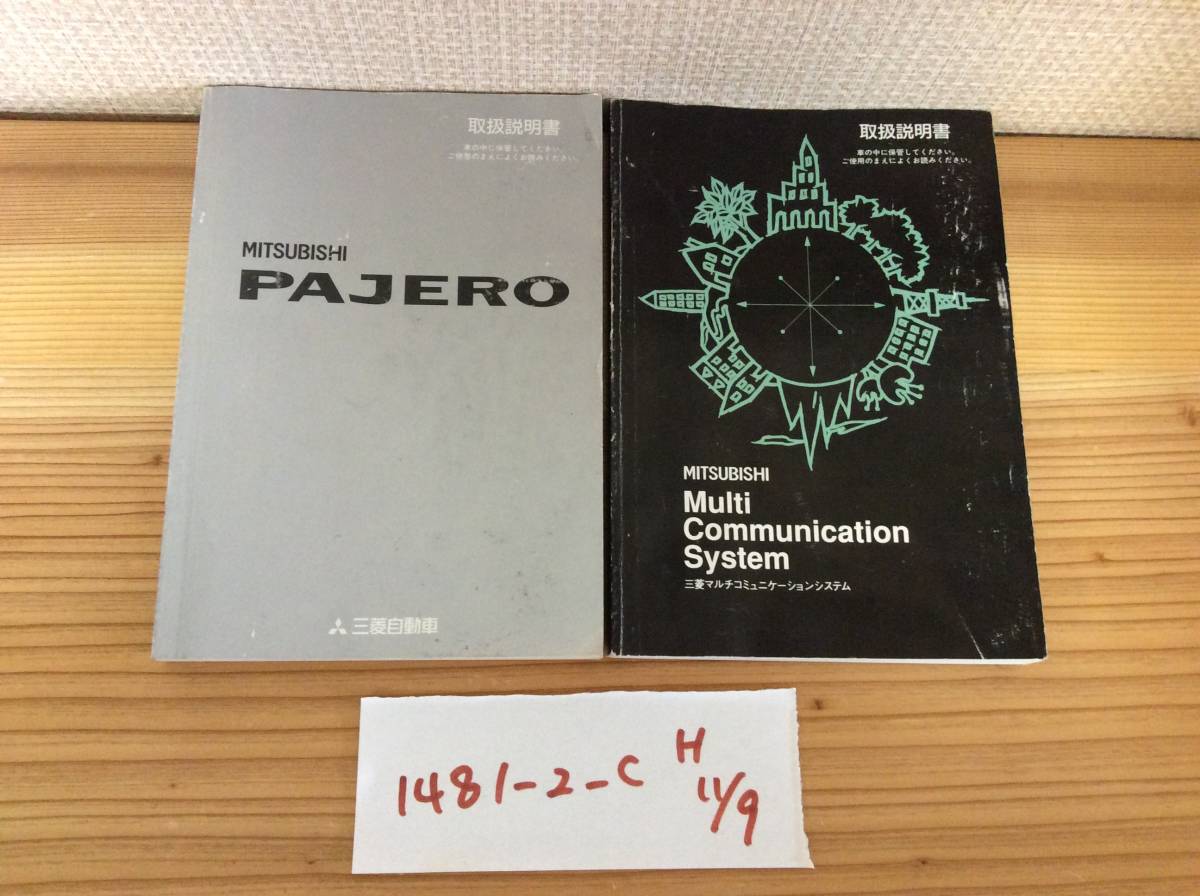 取扱説明書
車の中に保管してください。
ご使用のまえによくお読みください。
MITSUBISHI
PAJERO
三菱自動車
取扱説明書
車の中に保管してください。
ご使用のまえによくお読みください。
MITSUBISHI
Multi
Communication
System
三菱マルチコミュニケーションシステム
1481-2-C H 11/9